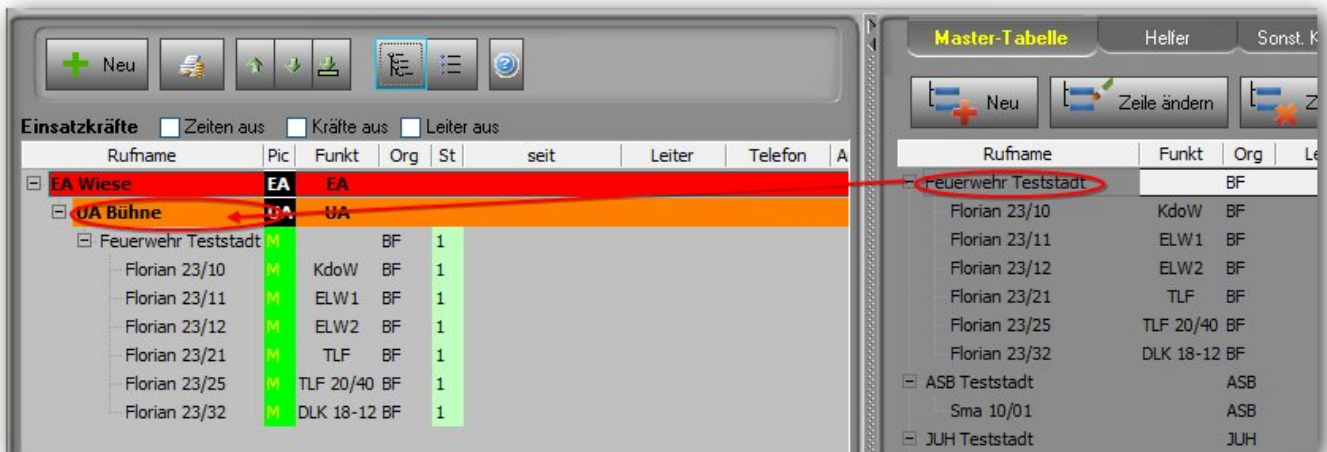 Neu
Einsatzkräfte Zeiten aus Kräfte aus Leiter aus
Rufname Pic Funkt Org St seit Leiter Telefon A
EA Wiese EA EA
UA Bühne UA UA
Feuerwehr Teststadt M BF 1
Florian 23/10 M KdoW BF 1
Florian 23/11 M ELW1 BF 1
Florian 23/12 M ELW2 BF 1
Florian 23/21 M TLF BF 1
Florian 23/25 M TLF 20/40 BF 1
Florian 23/32 M DLK 18-12 BF 1
Master-Tabelle Helfer Sonst. K
Neu Zeile ändern Z
Rufname Funkt Org Le
Feuerwehr Teststadt BF
Florian 23/10 KdoW BF
Florian 23/11 ELW1 BF
Florian 23/12 ELW2 BF
Florian 23/21 TLF BF
Florian 23/25 TLF 20/40 BF
Florian 23/32 DLK 18-12 BF
ASB Teststadt ASB
Sma 10/01 ASB
JUH Teststadt JUH